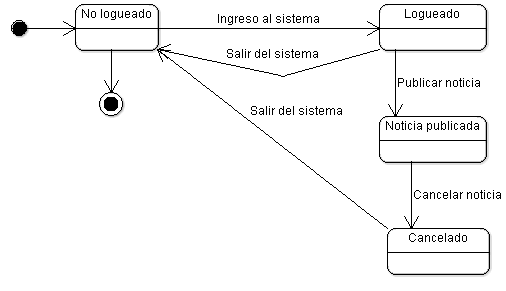 No logueado
Ingreso al sistema
Logueado
Salir del sistema
Publicar noticia
Salir del sistema
Noticia publicada
Cancelar noticia
Cancelado